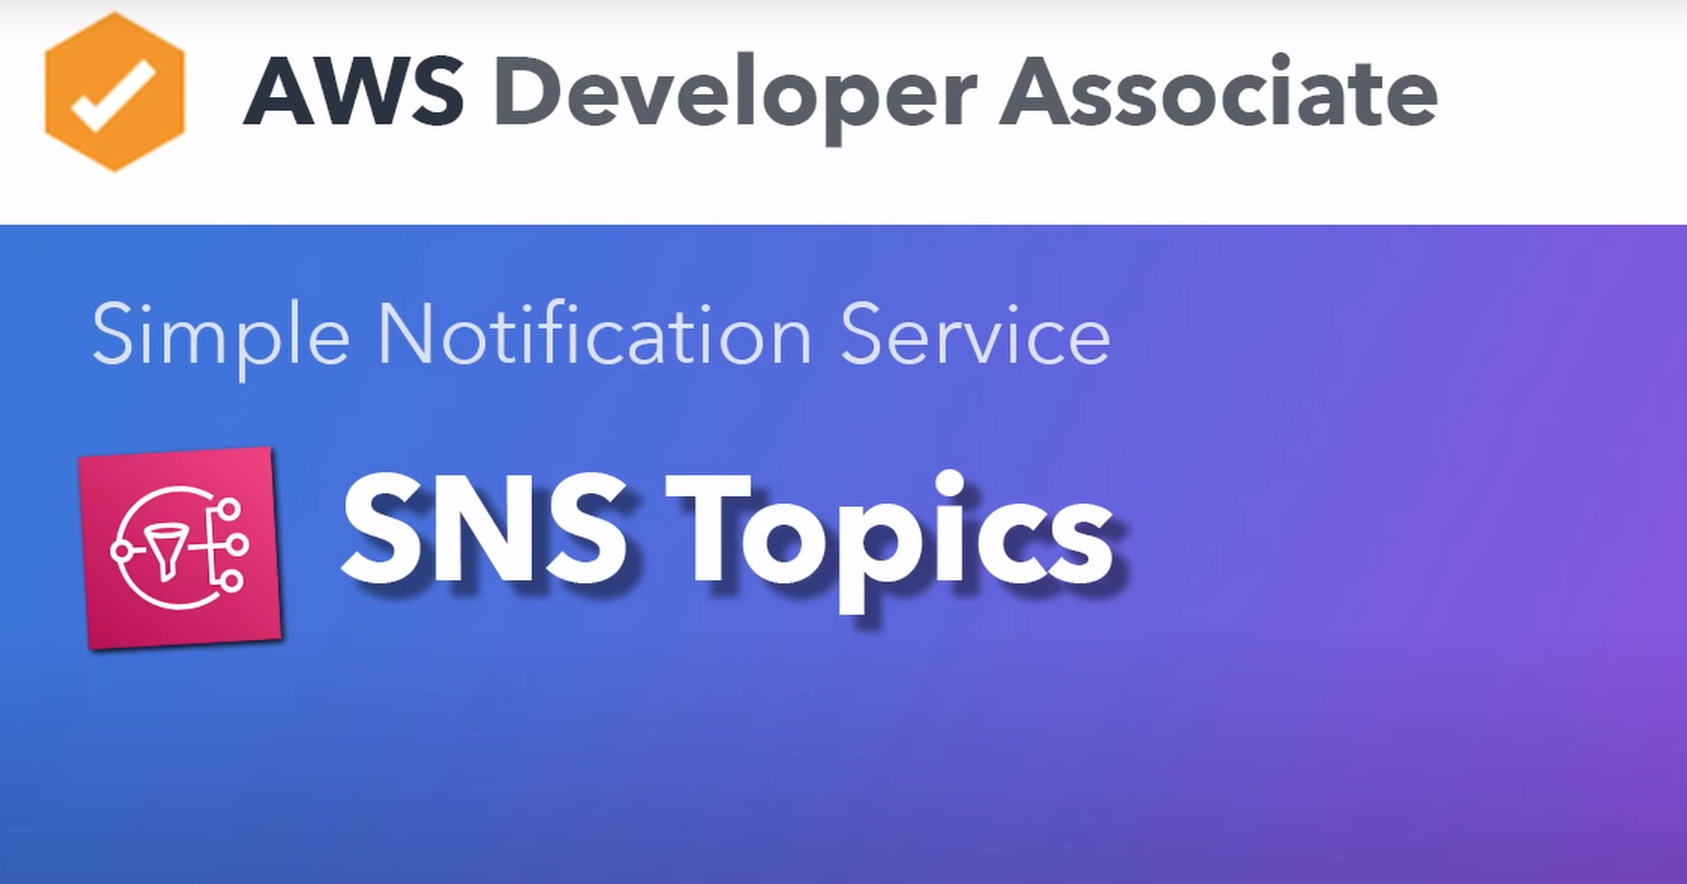 AWS Developer Associate
Simple Notification Service
SNS Topics